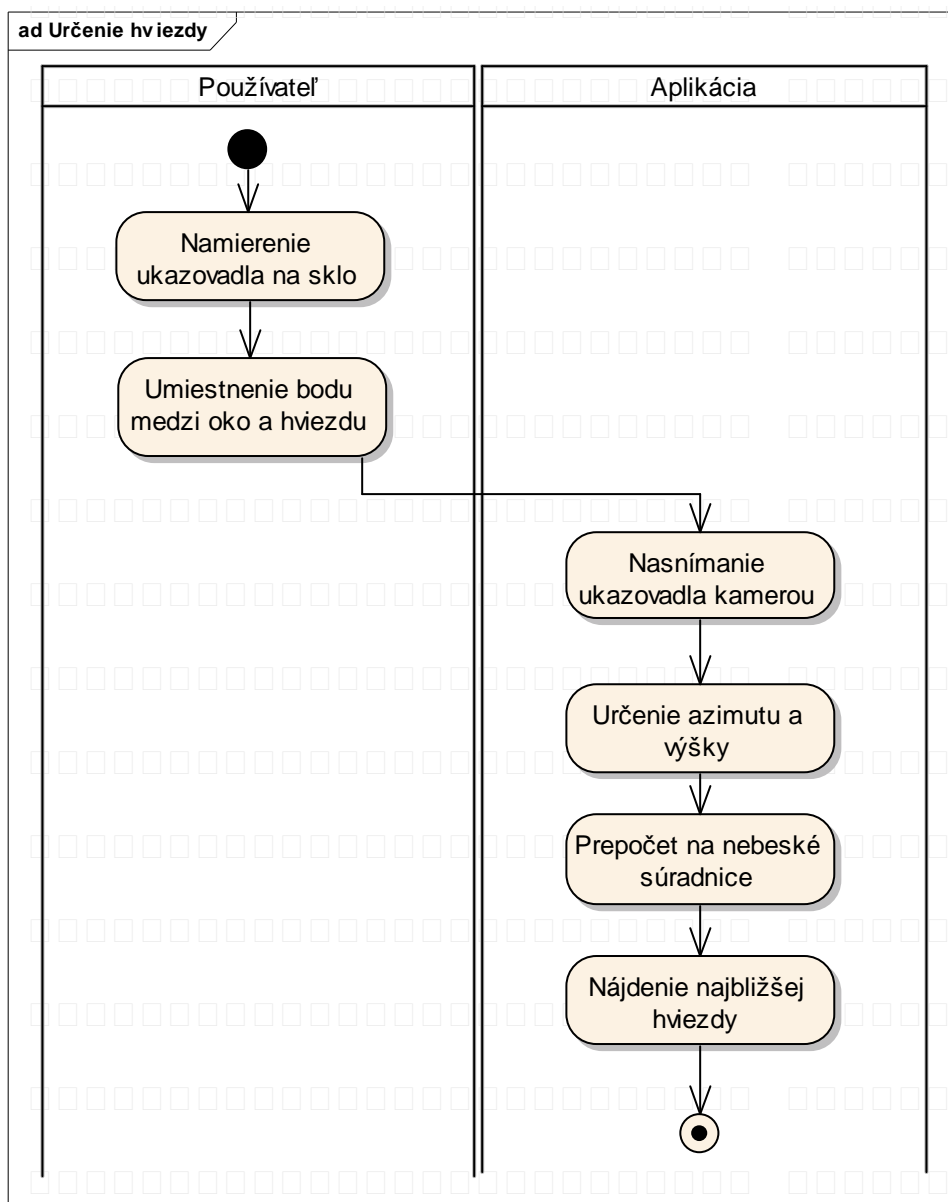 ad Určenie hviezdy
Používateľ
Aplikácia
Namierenie
ukazovadla na sklo
Umiestnenie bodu
medzi oko a hviezdu
Nasnímanie
ukazovadla kamerou
Určenie azimutu a
výšky
Prepočet na nebeské
súradnice
Nájdenie najbližšej
hviezdy